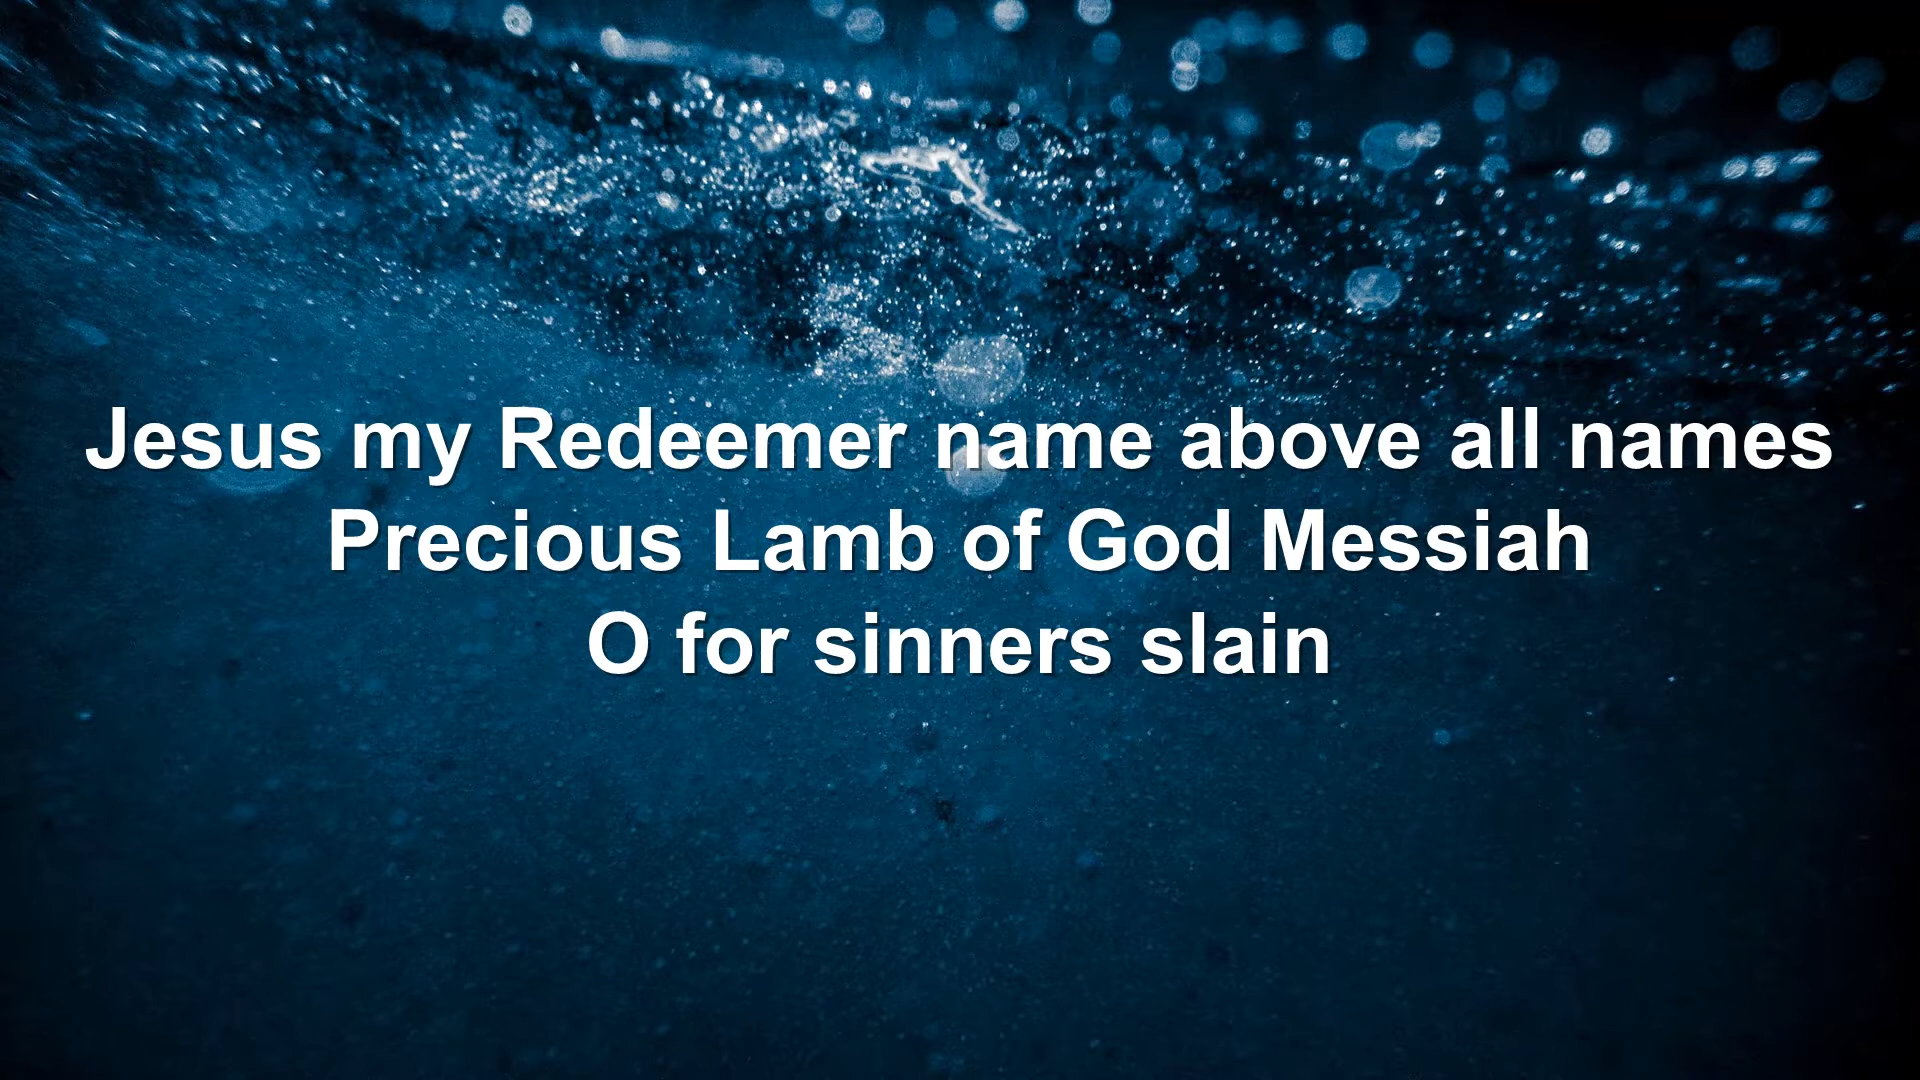 Jesus my Redeemer name above all names
Precious Lamb of God Messiah
O for sinners slain